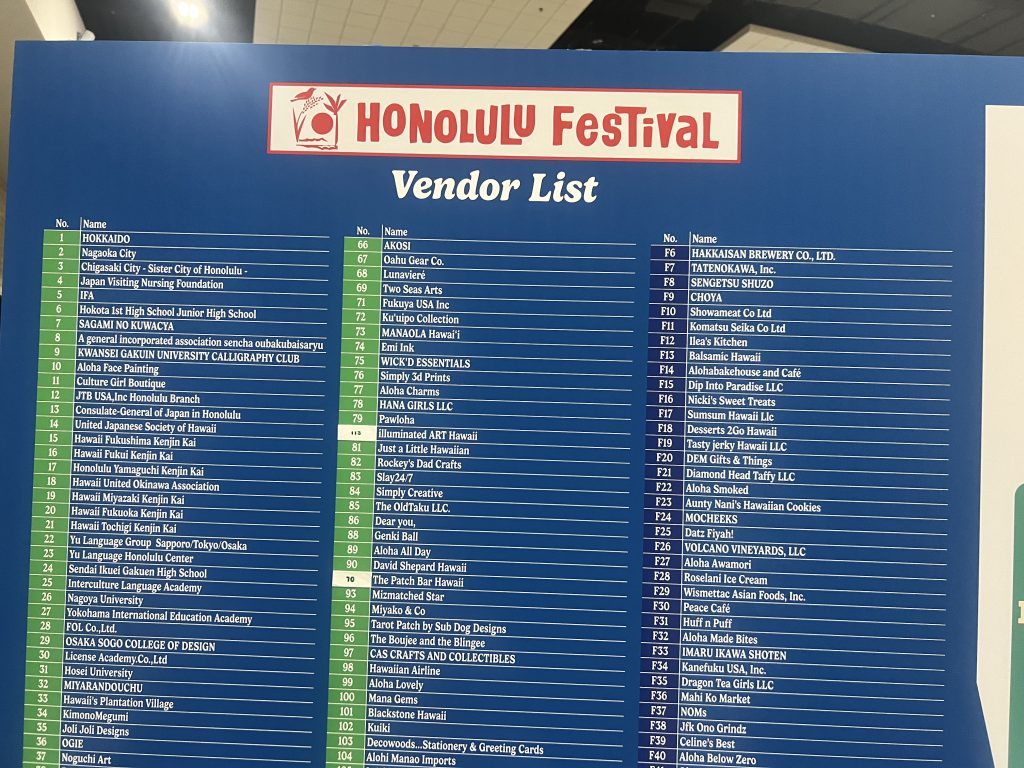 HONOLULU FESTIVAL
Vendor List
No. Name
1 HOKKAIDO
2 Nagaoka City
3 Chigasaki City - Sister City of Honolulu -
4 Japan Visiting Nursing Foundation
5 IFA
6 Hokota 1st High School Junior High School
7 SAGAMI NO KUWACYA
8 A general incorporated association sencha oubakubaisaryu
9 KWANSEI GAKUIN UNIVERSITY CALLIGRAPHY CLUB
10 Aloha Face Painting
11 Culture Girl Boutique
12 JTB USA,Inc Honolulu Branch
13 Consulate-General of Japan in Honolulu
14 United Japanese Society of Hawaii
15 Hawaii Fukushima Kenjin Kai
16 Hawaii Fukui Kenjin Kai
17 Honolulu Yamaguchi Kenjin Kai
18 Hawaii United Okinawa Association
19 Hawaii Miyazaki Kenjin Kai
20 Hawaii Fukuoka Kenjin Kai
21 Hawaii Tochigi Kenjin Kai
22 Yu Language Group Sapporo/Tokyo/Osaka
23 Yu Language Honolulu Center
24 Sendai Ikuei Gakuen High School
25 Interculture Language Academy
26 Nagoya University
27 Yokohama International Education Academy
28 FOL Co.,Ltd.
29 OSAKA SOGO COLLEGE OF DESIGN
30 License Academy.Co.,Ltd
31 Hosei University
32 MIYARANDOUCHU
33 Hawaii's Plantation Village
34 KimonoMegumi
35 Joli Joli Designs
36 OGIE
37 Noguchi Art
No. Name
66 AKOSI
67 Oahu Gear Co.
68 Lunavieré
69 Two Seas Arts
71 Fukuya USA Inc
72 Ku'uipo Collection
73 MANAOLA Hawai'i
74 Emi Ink
75 WICK'D ESSENTIALS
76 Simply 3d Prints
77 Aloha Charms
78 HANA GIRLS LLC
79 Pawloha
113 illuminated ART Hawaii
81 Just a Little Hawaiian
82 Rockey's Dad Crafts
83 Slay24/7
84 Simply Creative
85 The OldTaku LLC.
86 Dear you,
88 Genki Ball
89 Aloha All Day
90 David Shepard Hawaii
70 The Patch Bar Hawaii
93 Mizmatched Star
94 Miyako & Co
95 Tarot Patch by Sub Dog Designs
96 The Boujee and the Blingee
97 CAS CRAFTS AND COLLECTIBLES
98 Hawaiian Airline
99 Aloha Lovely
100 Mana Gems
101 Blackstone Hawaii
102 Kuiki
103 Decowoods...Stationery & Greeting Cards
104 Alohi Manao Imports
No. Name
F6 HAKKAISAN BREWERY CO., LTD.
F7 TATENOKAWA, Inc.
F8 SENGETSU SHUZO
F9 CHOYA
F10 Showameat Co Ltd
F11 Komatsu Seika Co Ltd
F12 Ilea's Kitchen
F13 Balsamic Hawaii
F14 Alohabakehouse and Café
F15 Dip Into Paradise LLC
F16 Nicki's Sweet Treats
F17 Sumsum Hawaii Llc
F18 Desserts 2Go Hawaii
F19 Tasty jerky Hawaii LLC
F20 DEM Gifts & Things
F21 Diamond Head Taffy LLC
F22 Aloha Smoked
F23 Aunty Nani's Hawaiian Cookies
F24 MOCHEEKS
F25 Datz Fiyah!
F26 VOLCANO VINEYARDS, LLC
F27 Aloha Awamori
F28 Roselani Ice Cream
F29 Wismettac Asian Foods, Inc.
F30 Peace Café
F31 Huff n Puff
F32 Aloha Made Bites
F33 IMARU IKAWA SHOTEN
F34 Kanefuku USA, Inc.
F35 Dragon Tea Girls LLC
F36 Mahi Ko Market
F37 NOMs
F38 Jfk Ono Grindz
F39 Celine's Best
F40 Aloha Below Zero